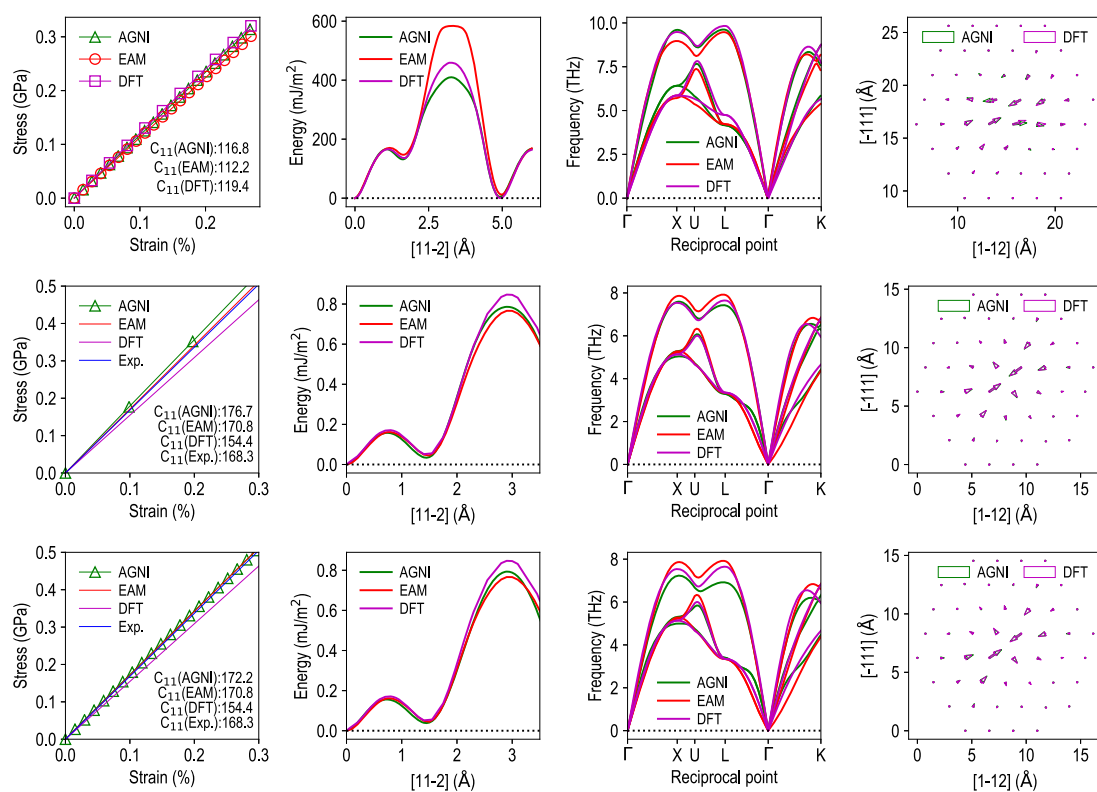 Stress (GPa)
0.3
0.2
0.1
0.0
AGNI
EAM
DFT
C11(AGNI):116.8
C11(EAM):112.2
C11(DFT):119.4
0.0 0.1 0.2
Strain (%)
Energy (mJ/m²)
600
400
200
0
AGNI
EAM
DFT
0.0 2.5 5.0
[11-2] (Å)
Frequency (THz)
10.0
7.5
5.0
2.5
0.0
AGNI
EAM
DFT
Γ X U L Γ K
Reciprocal point
[-111] (Å)
25
20
15
10
AGNI DFT
10 15 20
[1-12] (Å)
Stress (GPa)
0.5
0.4
0.3
0.2
0.1
0.0
AGNI
EAM
DFT
Exp.
C11(AGNI):176.7
C11(EAM):170.8
C11(DFT):154.4
C11(Exp.):168.3
0.0 0.1 0.2 0.3
Strain (%)
Energy (mJ/m²)
0.8
0.6
0.4
0.2
0.0
AGNI
EAM
DFT
0 1 2 3
[11-2] (Å)
Frequency (THz)
8
6
4
2
0
AGNI
EAM
DFT
Γ X U L Γ K
Reciprocal point
[-111] (Å)
15
10
5
0
AGNI DFT
0 5 10 15
[1-12] (Å)
Stress (GPa)
0.5
0.4
0.3
0.2
0.1
0.0
AGNI
EAM
DFT
Exp.
C11(AGNI):172.2
C11(EAM):170.8
C11(DFT):154.4
C11(Exp.):168.3
0.0 0.1 0.2 0.3
Strain (%)
Energy (mJ/m²)
0.8
0.6
0.4
0.2
0.0
AGNI
EAM
DFT
0 1 2 3
[11-2] (Å)
Frequency (THz)
8
6
4
2
0
AGNI
EAM
DFT
Γ X U L Γ K
Reciprocal point
[-111] (Å)
15
10
5
0
AGNI DFT
0 5 10 15
[1-12] (Å)